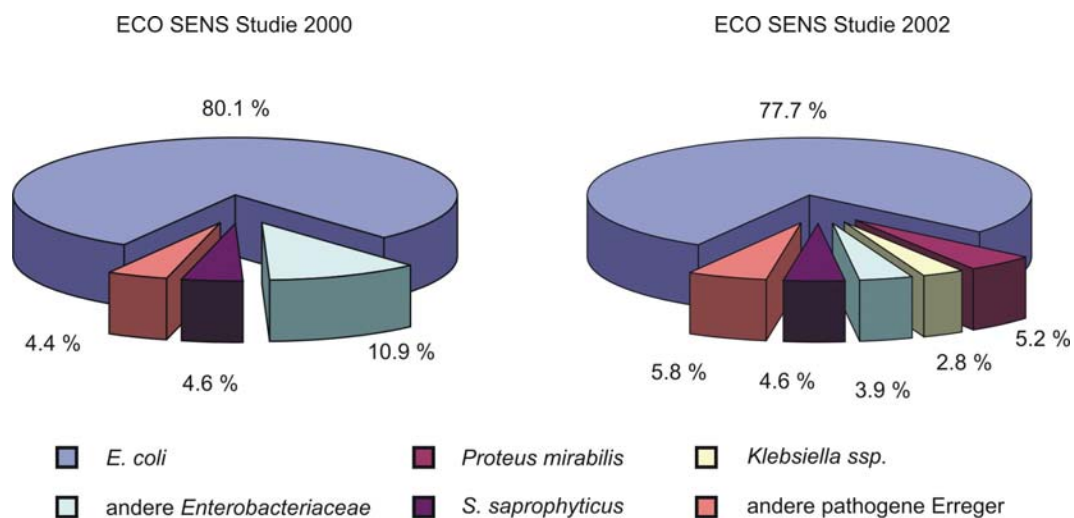 ECO SENS Studie 2000
ECO SENS Studie 2002
80.1 %
77.7 %
4.4 %
4.6 %
10.9 %
5.8 %
4.6 %
3.9 %
2.8 %
5.2 %
E. coli
Proteus mirabilis
Klebsiella ssp.
andere Enterobacteriaceae
S. saprophyticus
andere pathogene Erreger